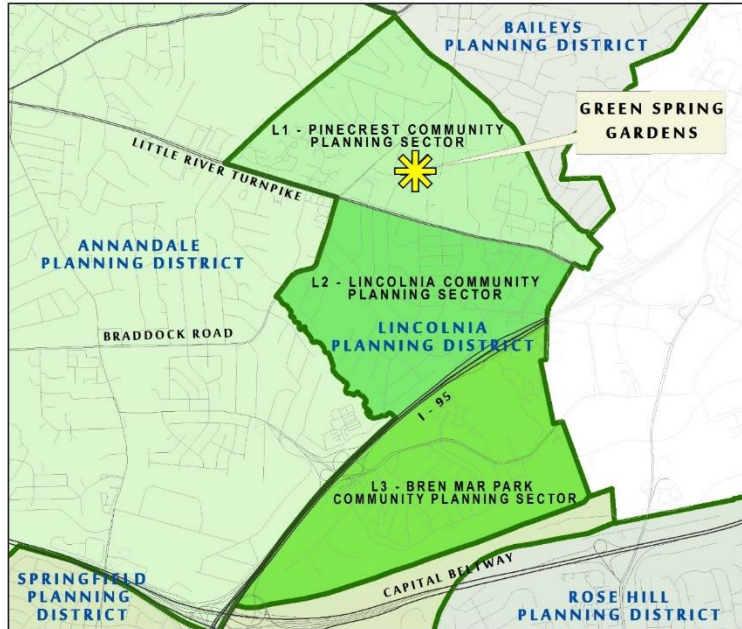 BAILEYS
PLANNING DISTRICT
GREEN SPRING
GARDENS
L1 - PINECREST COMMUNITY
PLANNING SECTOR
LITTLE RIVER TURNPIKE
ANNANDALE
PLANNING DISTRICT
L2 - LINCOLNIA COMMUNITY
PLANNING SECTOR
LINCOLNIA
PLANNING DISTRICT
BRADDOCK ROAD
I - 95
L3 - BREN MAR PARK
COMMUNITY PLANNING SECTOR
CAPITAL BELTWAY
SPRINGFIELD
PLANNING
DISTRICT
ROSE HILL
PLANNING DISTRICT